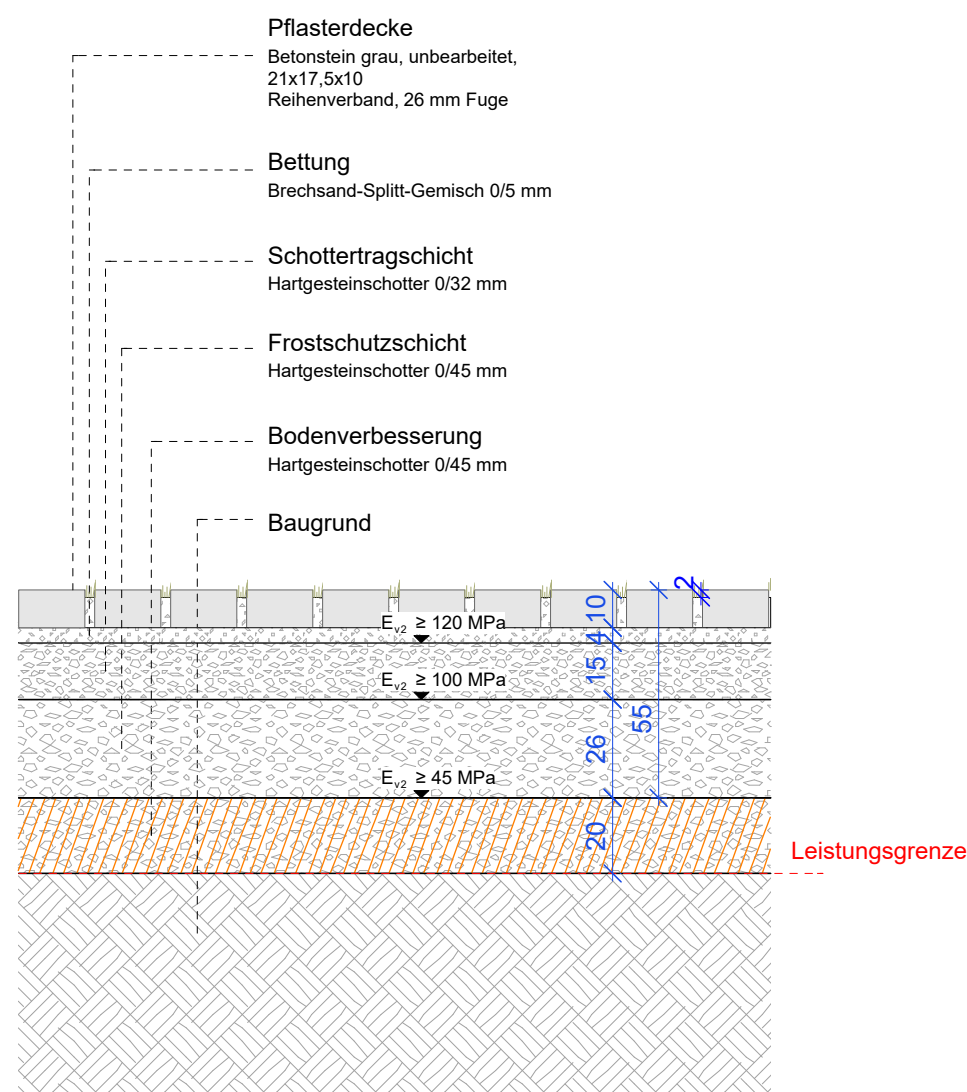 Pflasterdecke
Betonstein grau, unbearbeitet,
21x17,5x10
Reihenverband, 26 mm Fuge
Bettung
Brechsand-Splitt-Gemisch 0/5 mm
Schottertragschicht
Hartgesteinschotter 0/32 mm
Frostschutzschicht
Hartgesteinschotter 0/45 mm
Bodenverbesserung
Hartgesteinschotter 0/45 mm
Baugrund
2
10
Ev2 ≥ 120 MPa
4
15
Ev2 ≥ 100 MPa
55
26
Ev2 ≥ 45 MPa
20
Leistungsgrenze